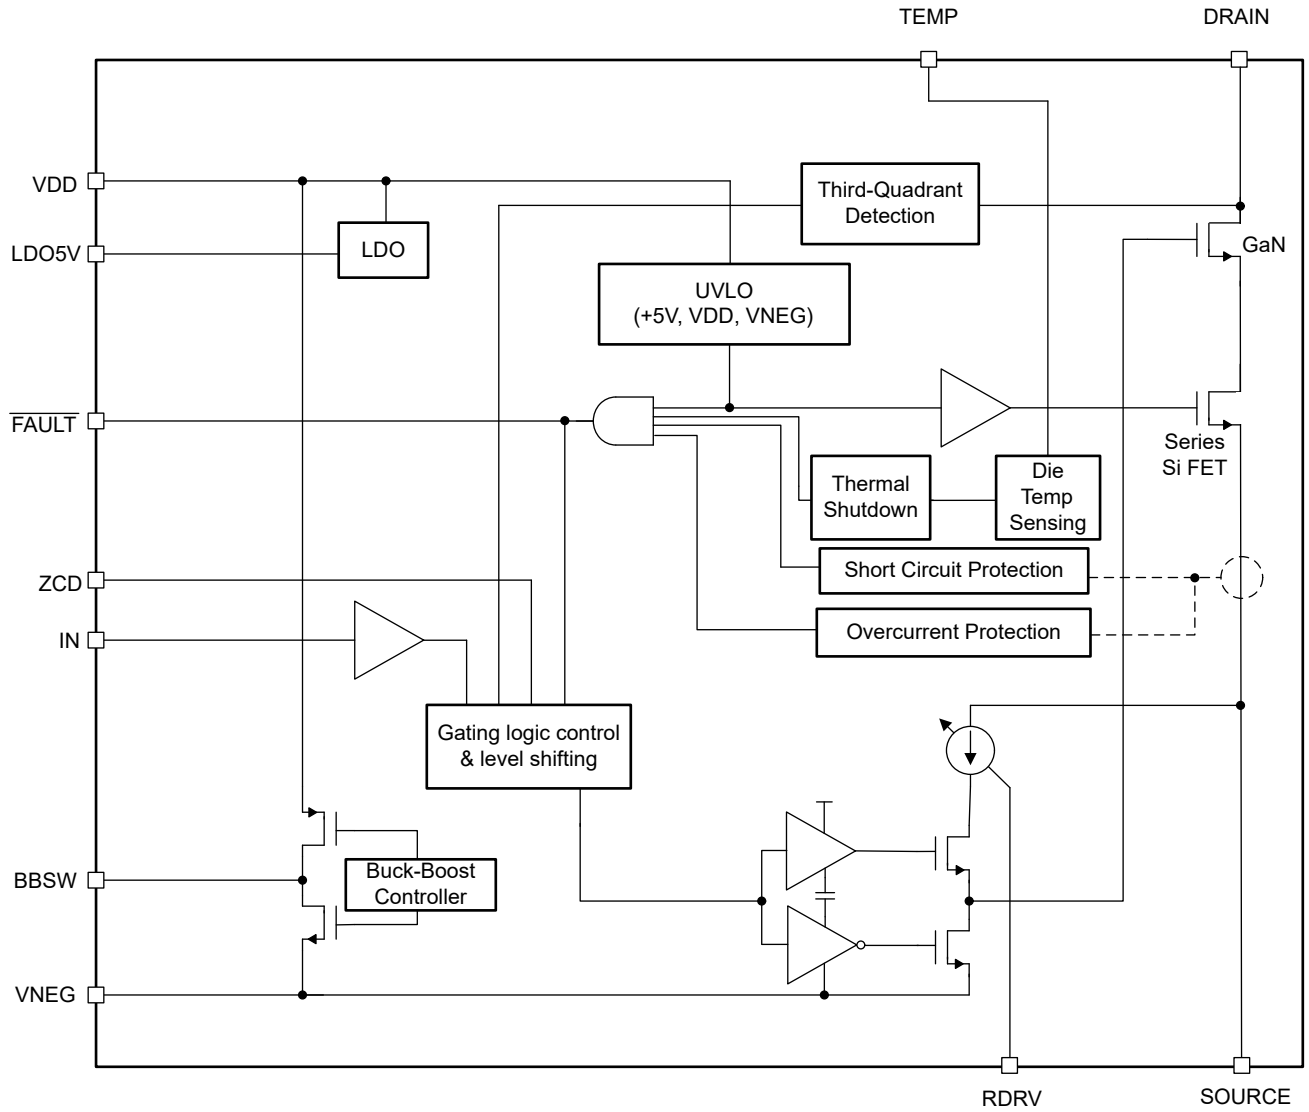 TEMP
DRAIN
VDD
Third-Quadrant
Detection
LDO5V
LDO
GaN
UVLO
(+5V, VDD, VNEG)
FAULT
Series
Si FET
Thermal
Shutdown
Die
Temp
Sensing
Short Circuit Protection
ZCD
IN
Overcurrent Protection
Gating logic control
& level shifting
BBSW
Buck-Boost
Controller
VNEG
RDRV
SOURCE